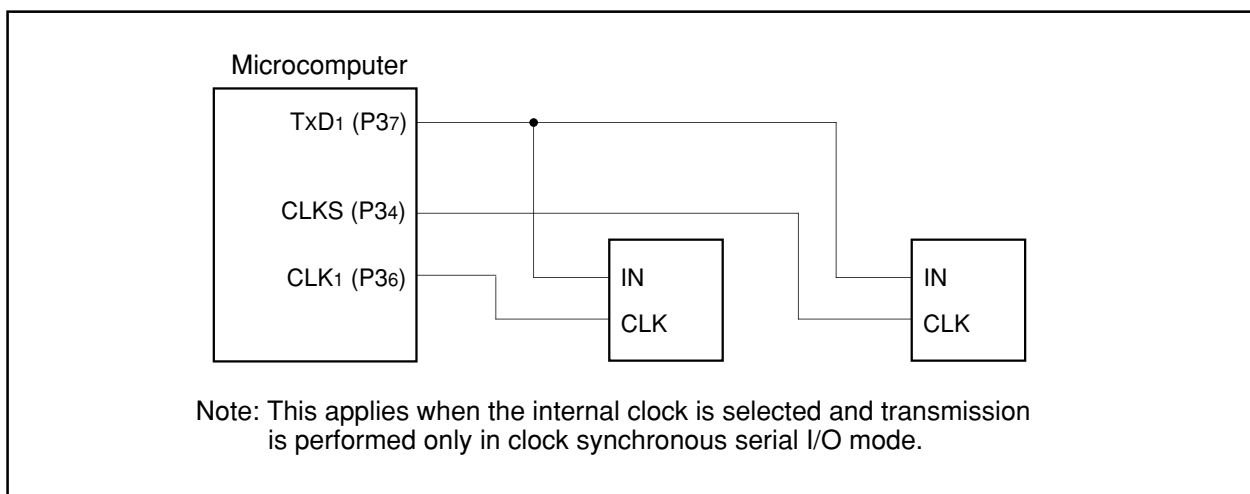 Microcomputer
TxD1 (P37)
CLKS (P34)
CLK1 (P36)
IN
CLK
IN
CLK
Note: This applies when the internal clock is selected and transmission
is performed only in clock synchronous serial I/O mode.